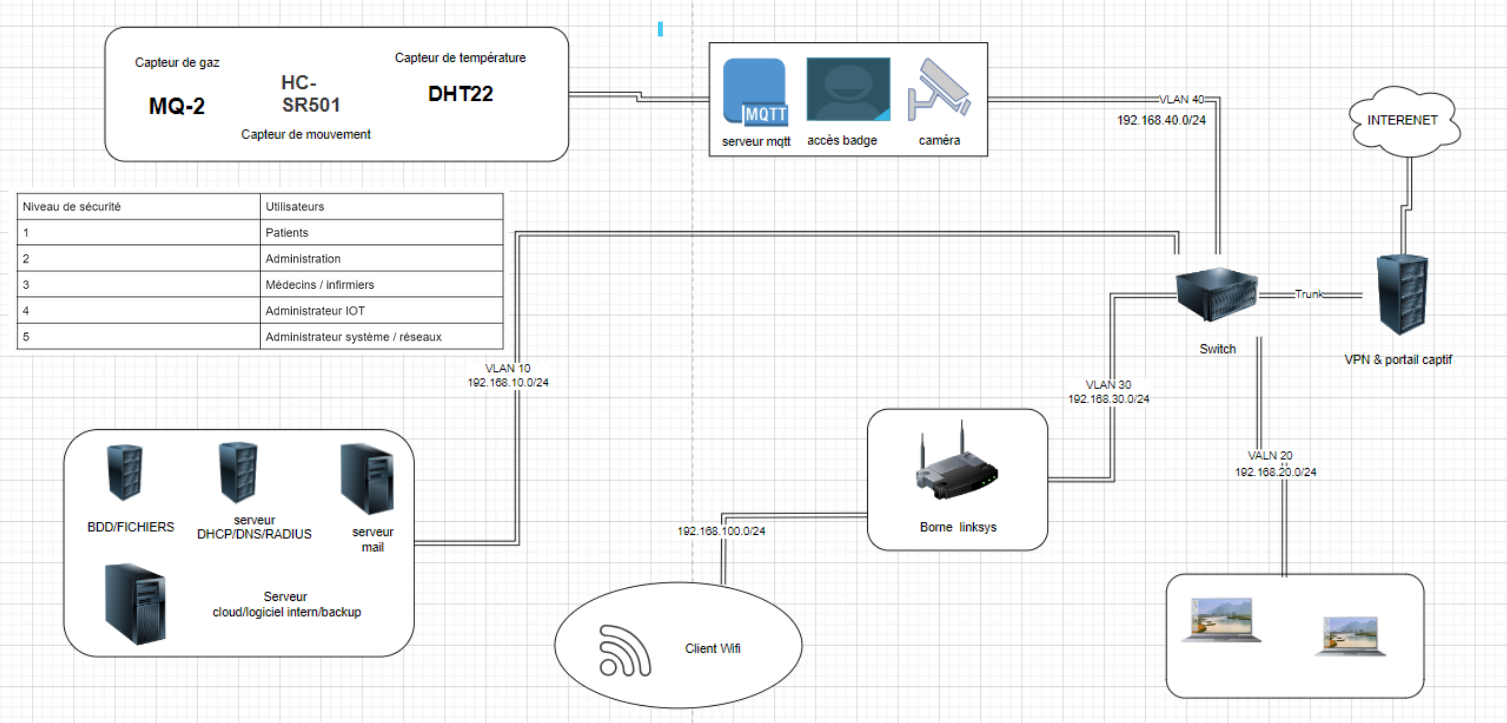 Capteur de gaz
MQ-2
HC-
SR501
Capteur de mouvement
Capteur de température
DHT22
MQTT
serveur mqtt
accès badge
caméra
VLAN 40
192.168.40.0/24
INTERENET
Niveau de sécurité
Utilisateurs
1
Patients
2
Administration
3
Médecins / infirmiers
4
Administrateur IOT
5
Administrateur système / réseaux
Trunk
Switch
VPN & portail captif
VLAN 10
192.168.10.0/24
VLAN 30
192.168.30.0/24
VALN 20
192.168.20.0/24
BDD/FICHIERS
serveur
DHCP/DNS/RADIUS
serveur
mail
Serveur
cloud/logiciel intern/backup
Borne linksys
192.168.100.0/24
Client Wifi